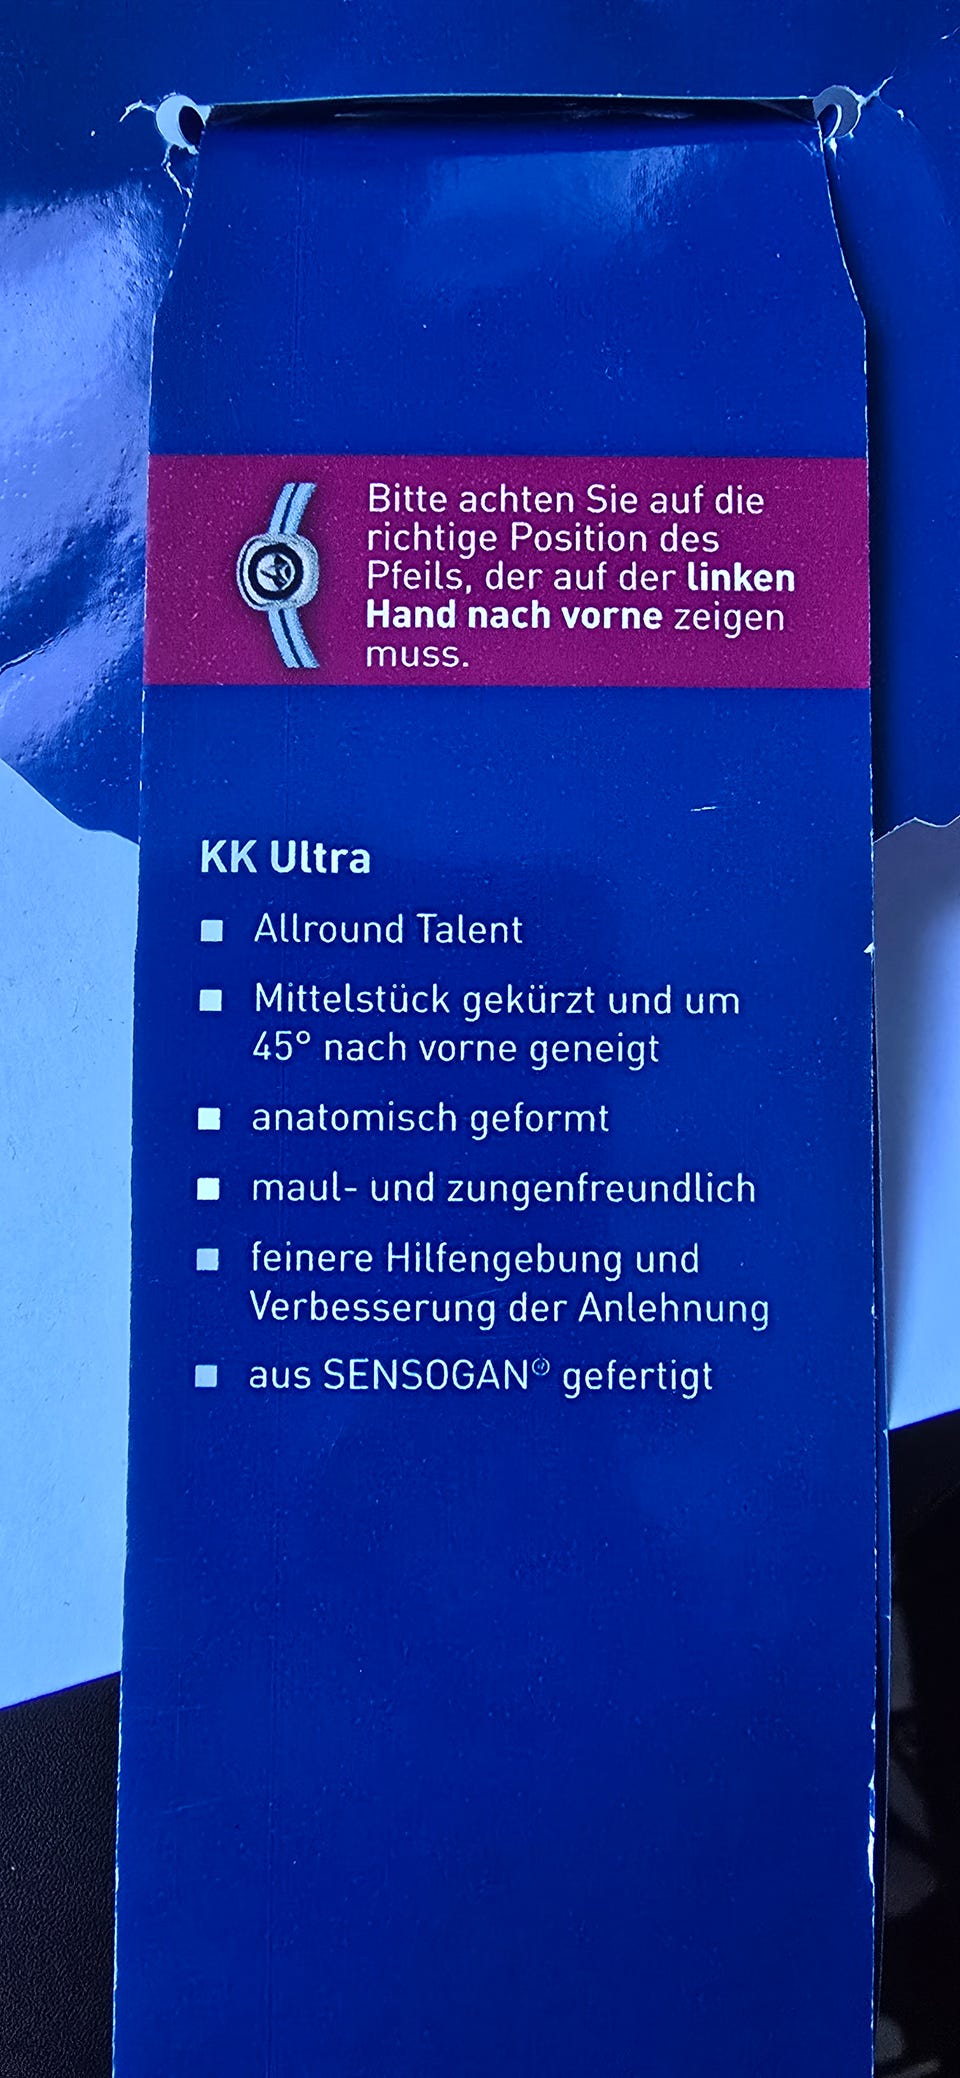 Bitte achten Sie auf die
richtige Position des
Pfeils, der auf der linken
Hand nach vorne zeigen
muss.
KK Ultra
■ Allround Talent
■ Mittelstück gekürzt und um
45° nach vorne geneigt
■ anatomisch geformt
■ maul- und zungenfreundlich
■ feinere Hilfengebung und
Verbesserung der Anlehnung
■ aus SENSOGAN® gefertigt